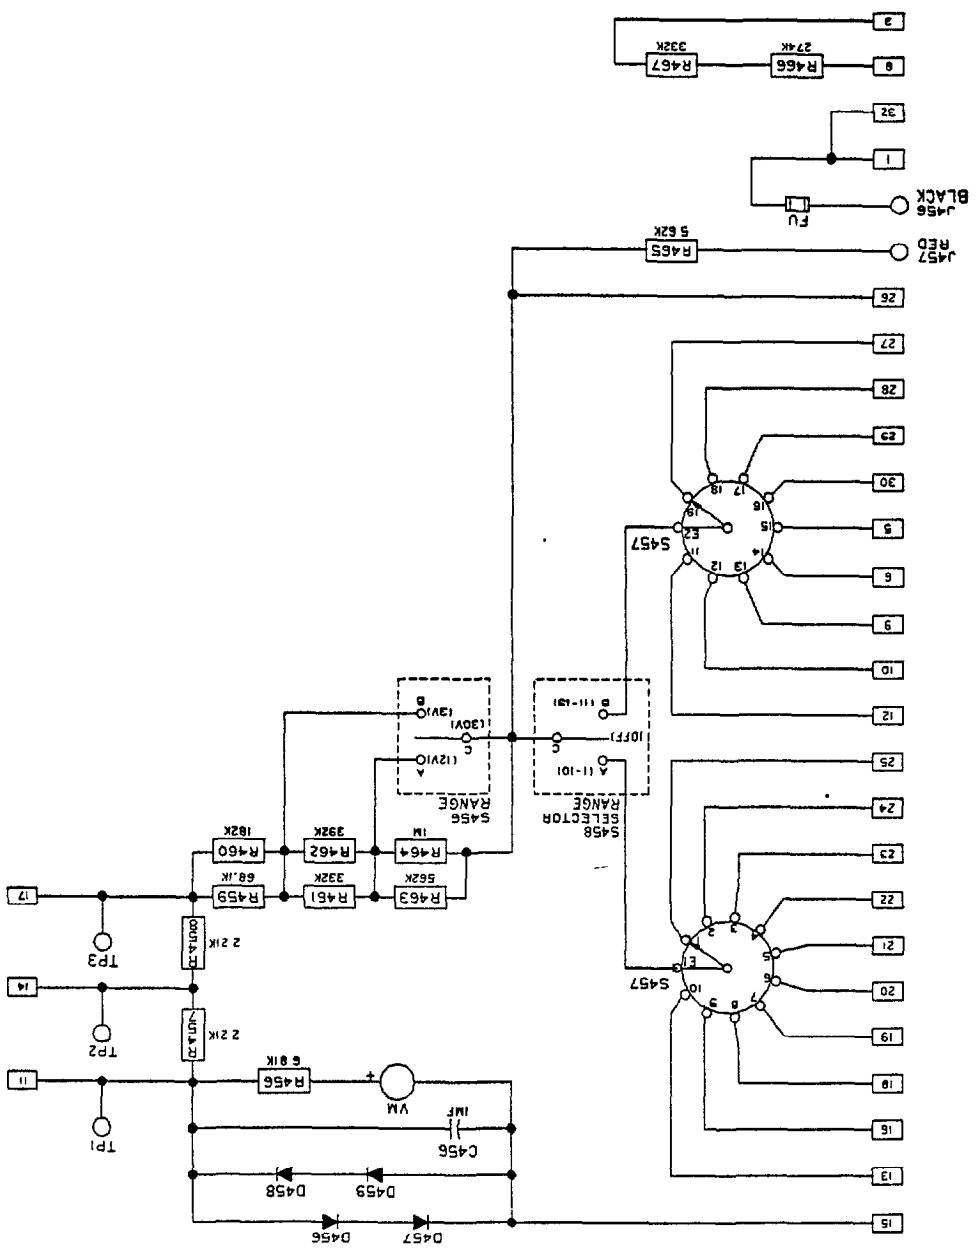 15
D457
D456
13
D459
D458
16
C456
1MF
TP1
18
VM
+
R456
6.81K
11
19
2.21K
TP2
20
S457
E1
1
2
3
4
5
6
7
8
9
10
14
21
2.21K
TP3
22
R463
562K
R461
332K
R459
68.1K
17
23
R464
1M
R462
392K
R460
182K
24
S458
SELECTOR
RANGE
S456
RANGE
25
A (1-10)
A
(12V)
(OFF)
C
C
(30V)
12
B (11-19)
B
(3V)
10
9
6
5
S457
E2
11
12
13
14
15
16
17
18
19
30
29
28
27
26
J457
RED
R465
5.62K
J456
BLACK
FU
1
32
8
R466
274K
R467
332K
2